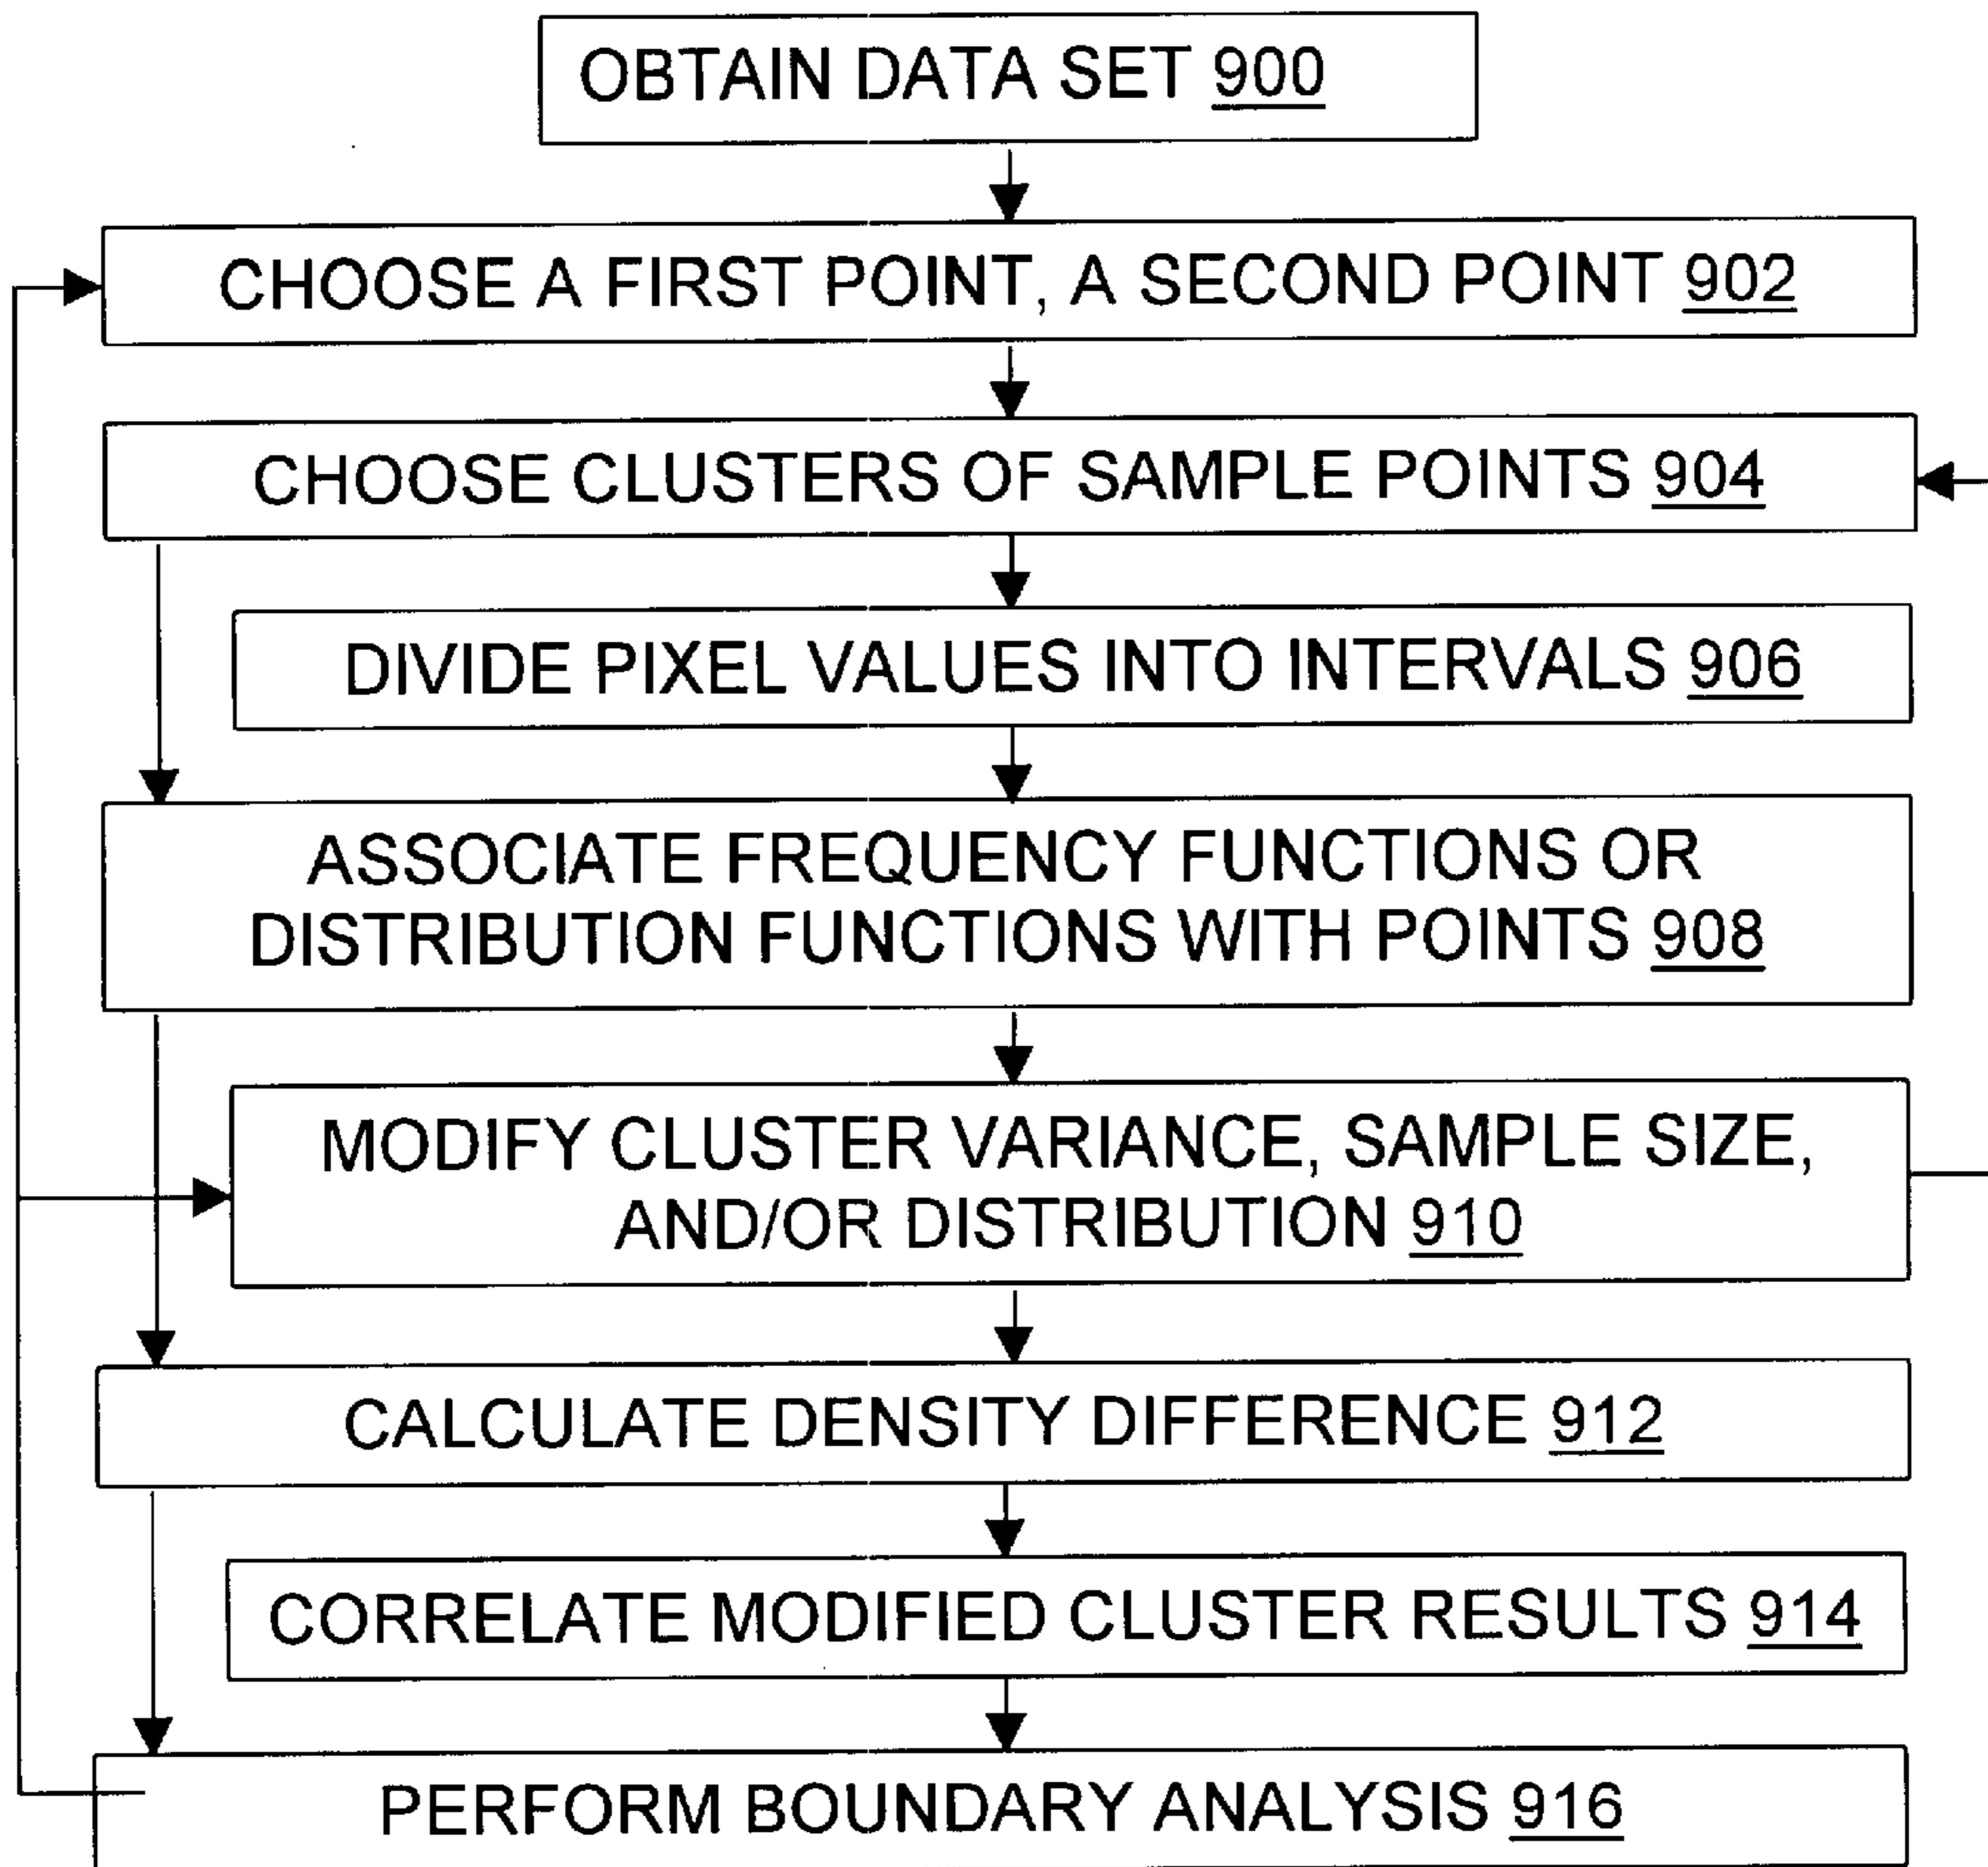 OBTAIN DATA SET 900
CHOOSE A FIRST POINT, A SECOND POINT 902
CHOOSE CLUSTERS OF SAMPLE POINTS 904
DIVIDE PIXEL VALUES INTO INTERVALS 906
ASSOCIATE FREQUENCY FUNCTIONS OR
DISTRIBUTION FUNCTIONS WITH POINTS 908
MODIFY CLUSTER VARIANCE, SAMPLE SIZE,
AND/OR DISTRIBUTION 910
CALCULATE DENSITY DIFFERENCE 912
CORRELATE MODIFIED CLUSTER RESULTS 914
PERFORM BOUNDARY ANALYSIS 916